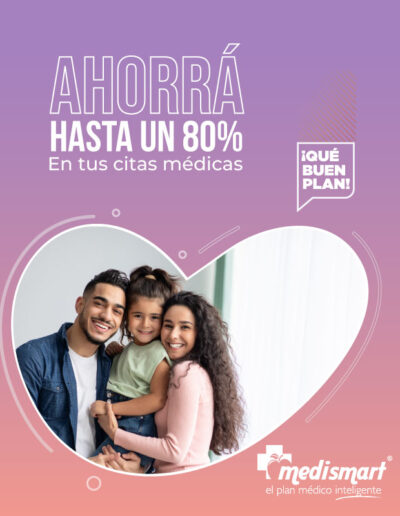 AHORRÁ
HASTA UN 80%
En tus citas médicas
¡QUÉ
BUEN
PLAN!
medismart®
el plan médico inteligente